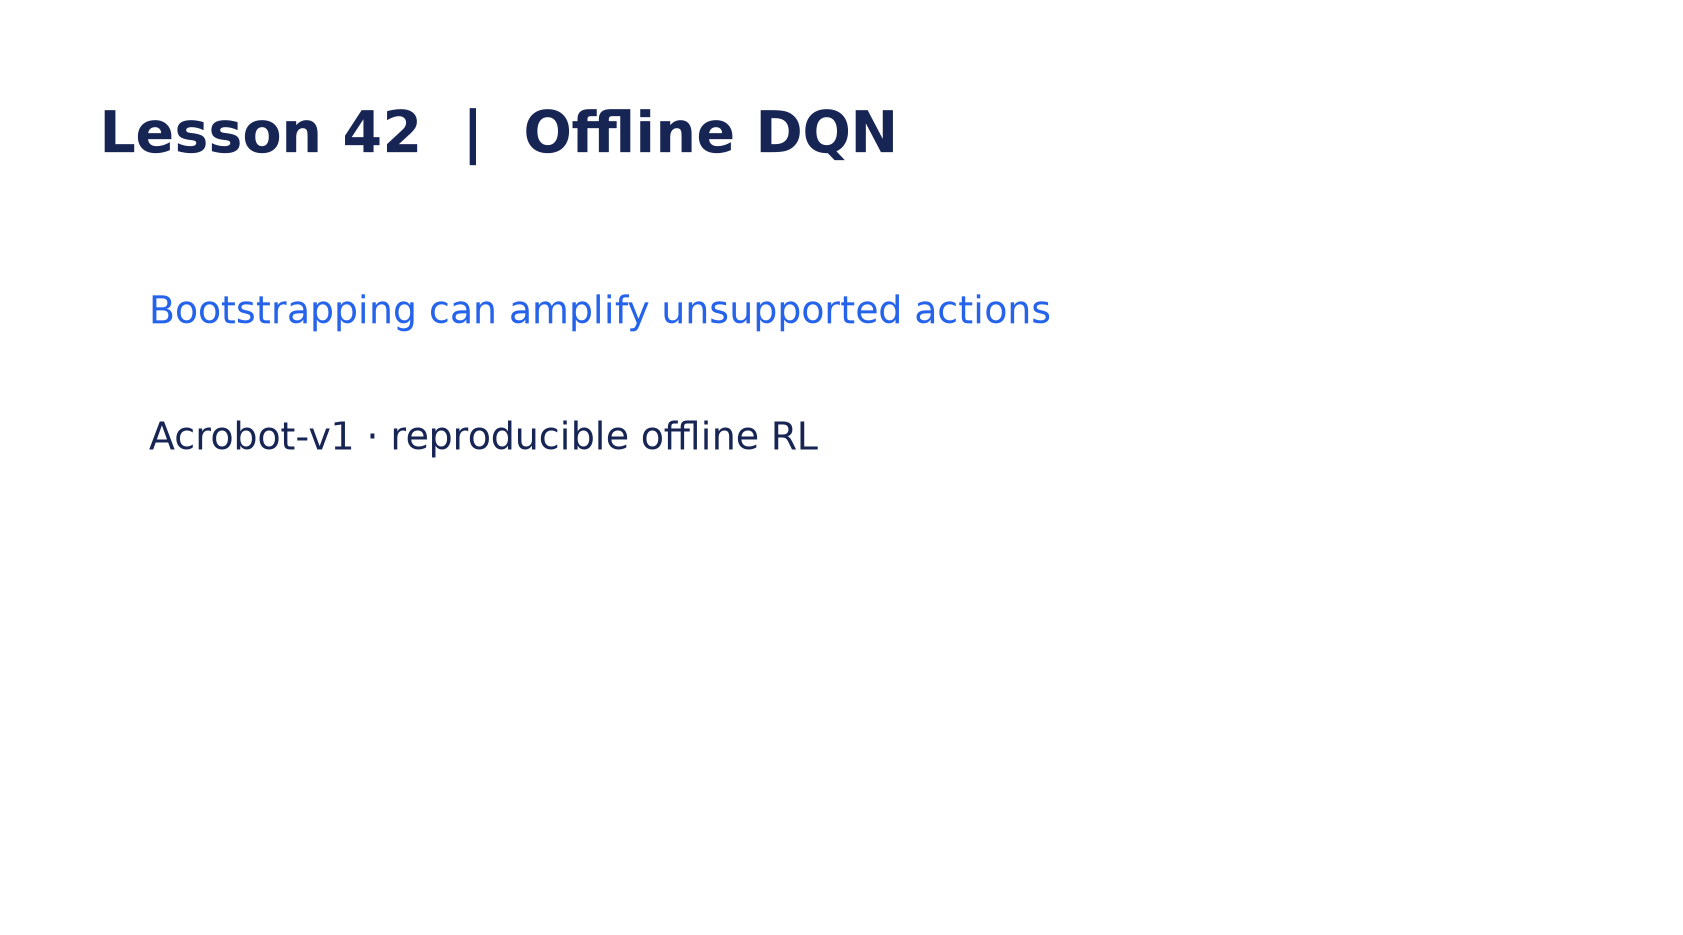 Lesson 42 | Offline DQN
Bootstrapping can amplify unsupported actions
Acrobot-v1 · reproducible offline RL